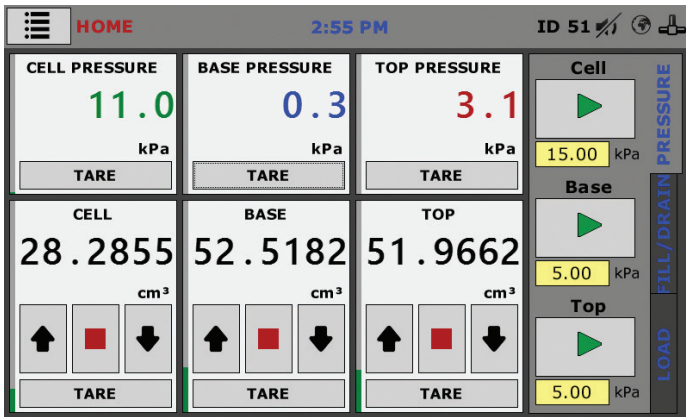 HOME
2:55 PM
ID 51
CELL PRESSURE
11.0
kPa
TARE
BASE PRESSURE
0.3
kPa
TARE
TOP PRESSURE
3.1
kPa
TARE
CELL
28.2855
cm³
TARE
BASE
52.5182
cm³
TARE
TOP
51.9662
cm³
TARE
Cell
15.00 kPa
Base
5.00 kPa
Top
5.00 kPa
PRESSURE
FILL/DRAIN
LOAD